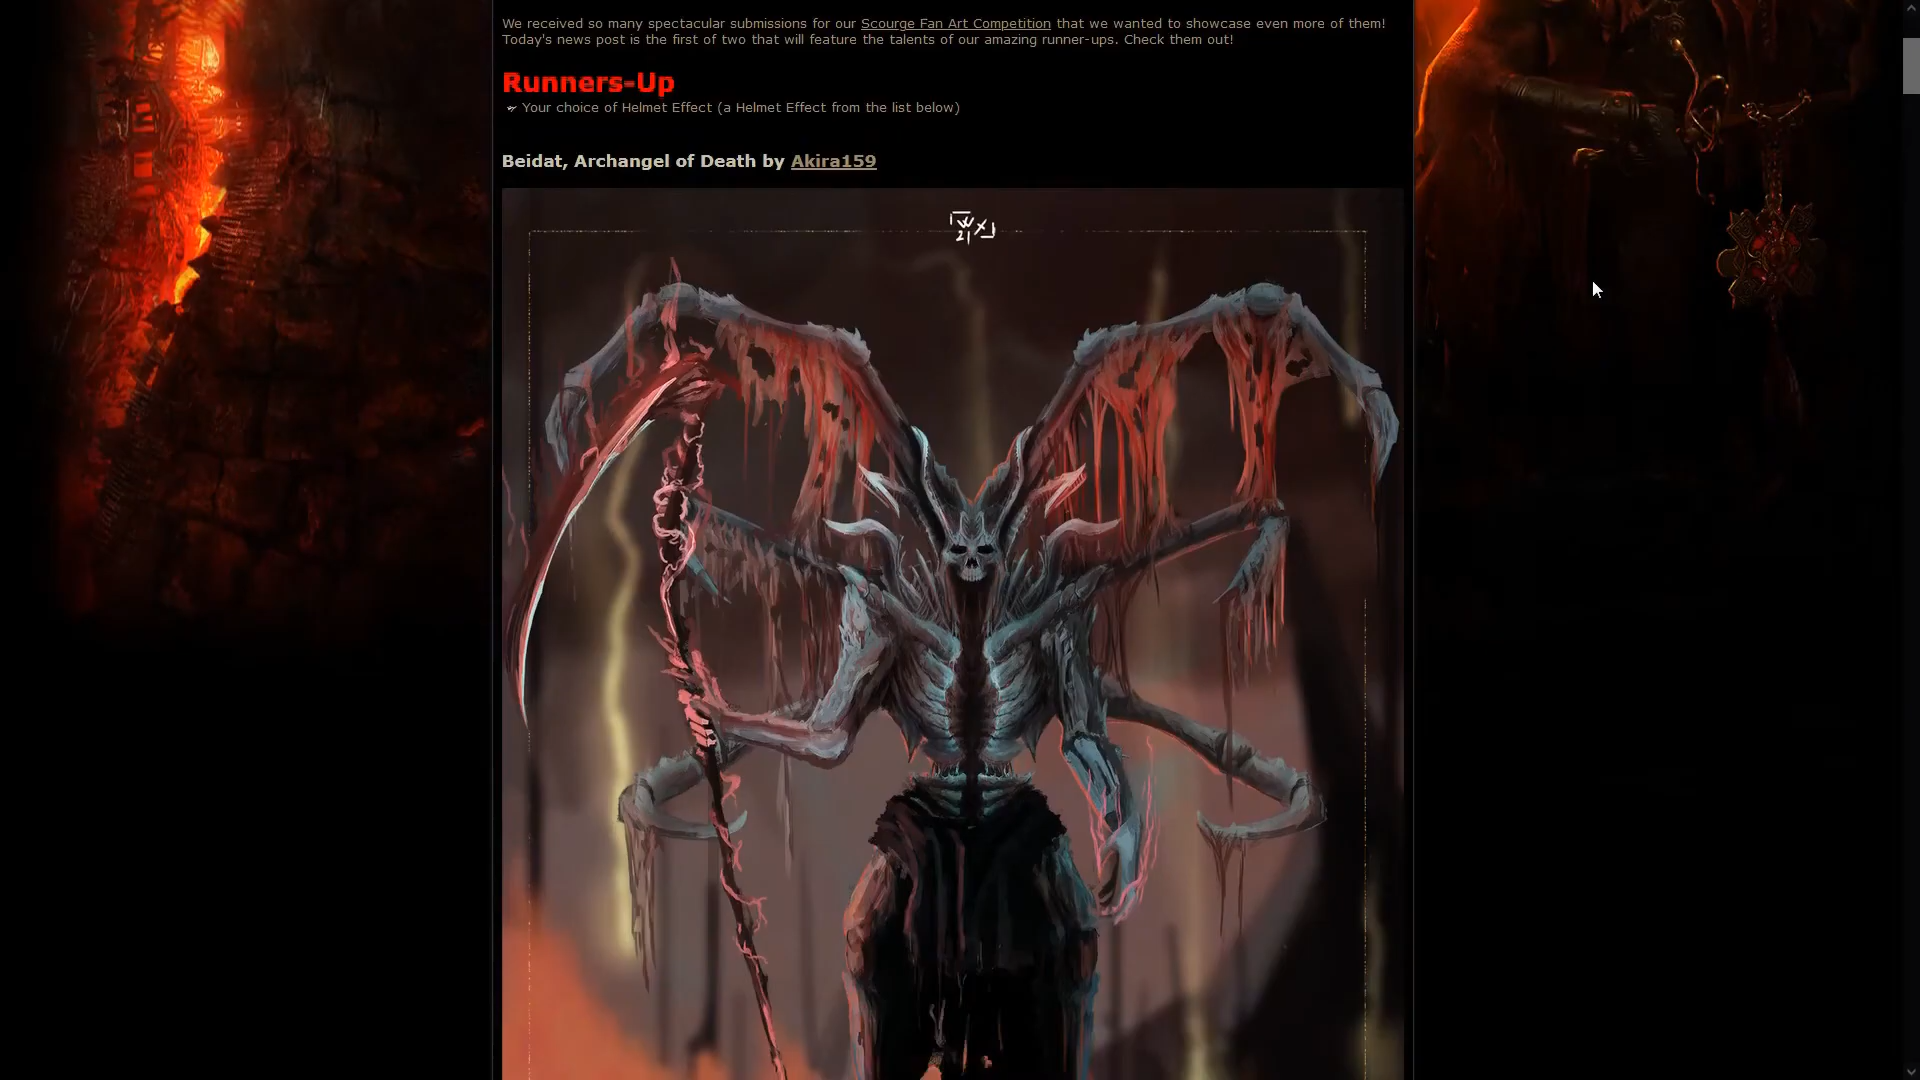 We received so many spectacular submissions for our Scourge Fan Art Competition that we wanted to showcase even more of them!
Today's news post is the first of two that will feature the talents of our amazing runner-ups. Check them out!
Runners-Up
Your choice of Helmet Effect (a Helmet Effect from the list below)
Beidat, Archangel of Death by Akira159